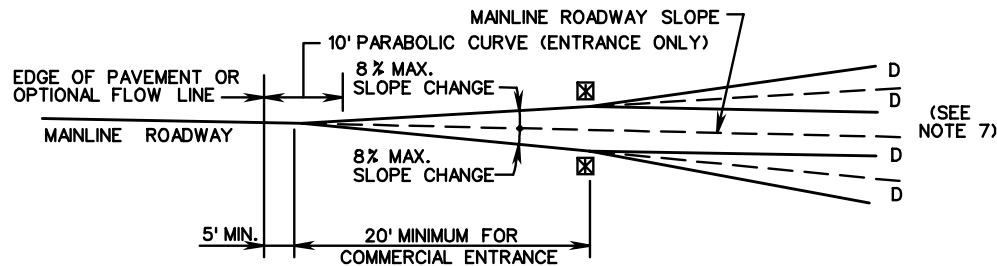 MAINLINE ROADWAY SLOPE
10' PARABOLIC CURVE (ENTRANCE ONLY)
EDGE OF PAVEMENT OR
OPTIONAL FLOW LINE
8% MAX.
SLOPE CHANGE
D
D
(SEE
NOTE 7)
MAINLINE ROADWAY
8% MAX.
SLOPE CHANGE
D
D
5' MIN.
20' MINIMUM FOR
COMMERCIAL ENTRANCE